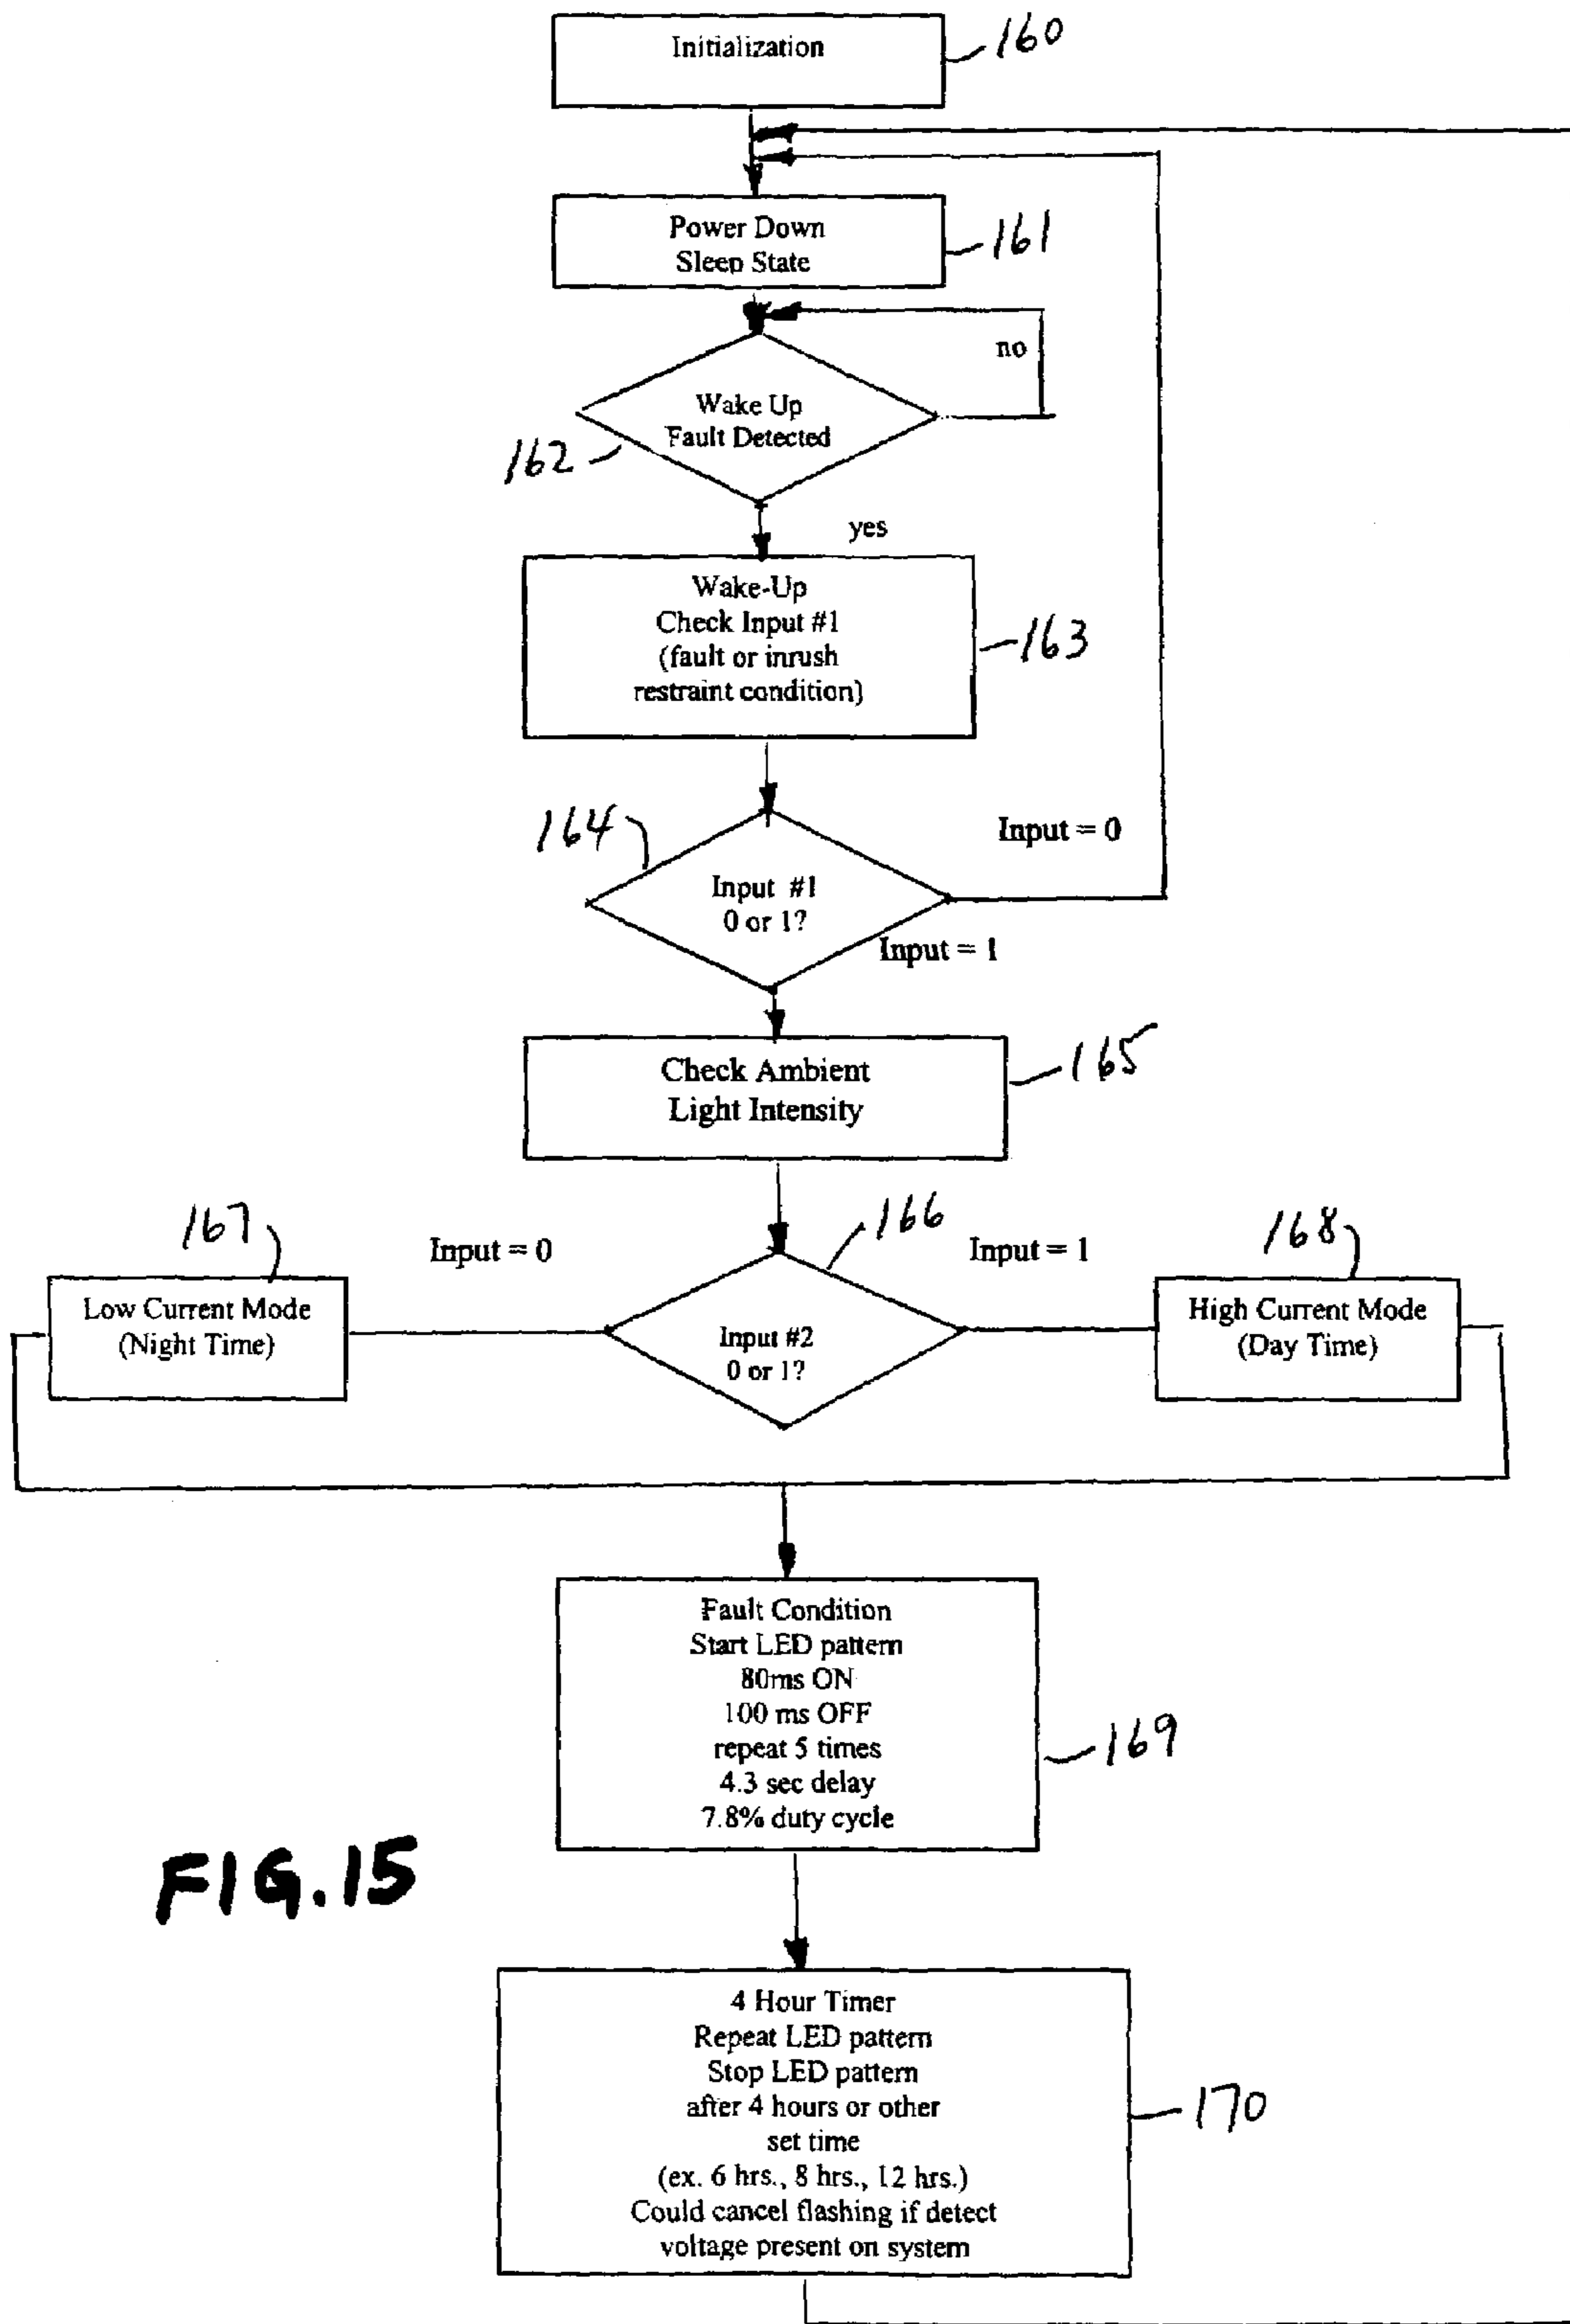 Initialization
160
Power Down
Sleep State
161
no
Wake Up
Fault Detected
162
yes
Wake-Up
Check Input #1
(fault or inrush
restraint condition)
163
164
Input = 0
Input #1
0 or 1?
Input = 1
Check Ambient
Light Intensity
165
167
Input = 0
166
Input = 1
168
Low Current Mode
(Night Time)
Input #2
0 or 1?
High Current Mode
(Day Time)
Fault Condition
Start LED pattern
80ms ON
100 ms OFF
repeat 5 times
4.3 sec delay
7.8% duty cycle
169
FIG.15
4 Hour Timer
Repeat LED pattern
Stop LED pattern
after 4 hours or other
set time
(ex. 6 hrs., 8 hrs., 12 hrs.)
Could cancel flashing if detect
voltage present on system
170